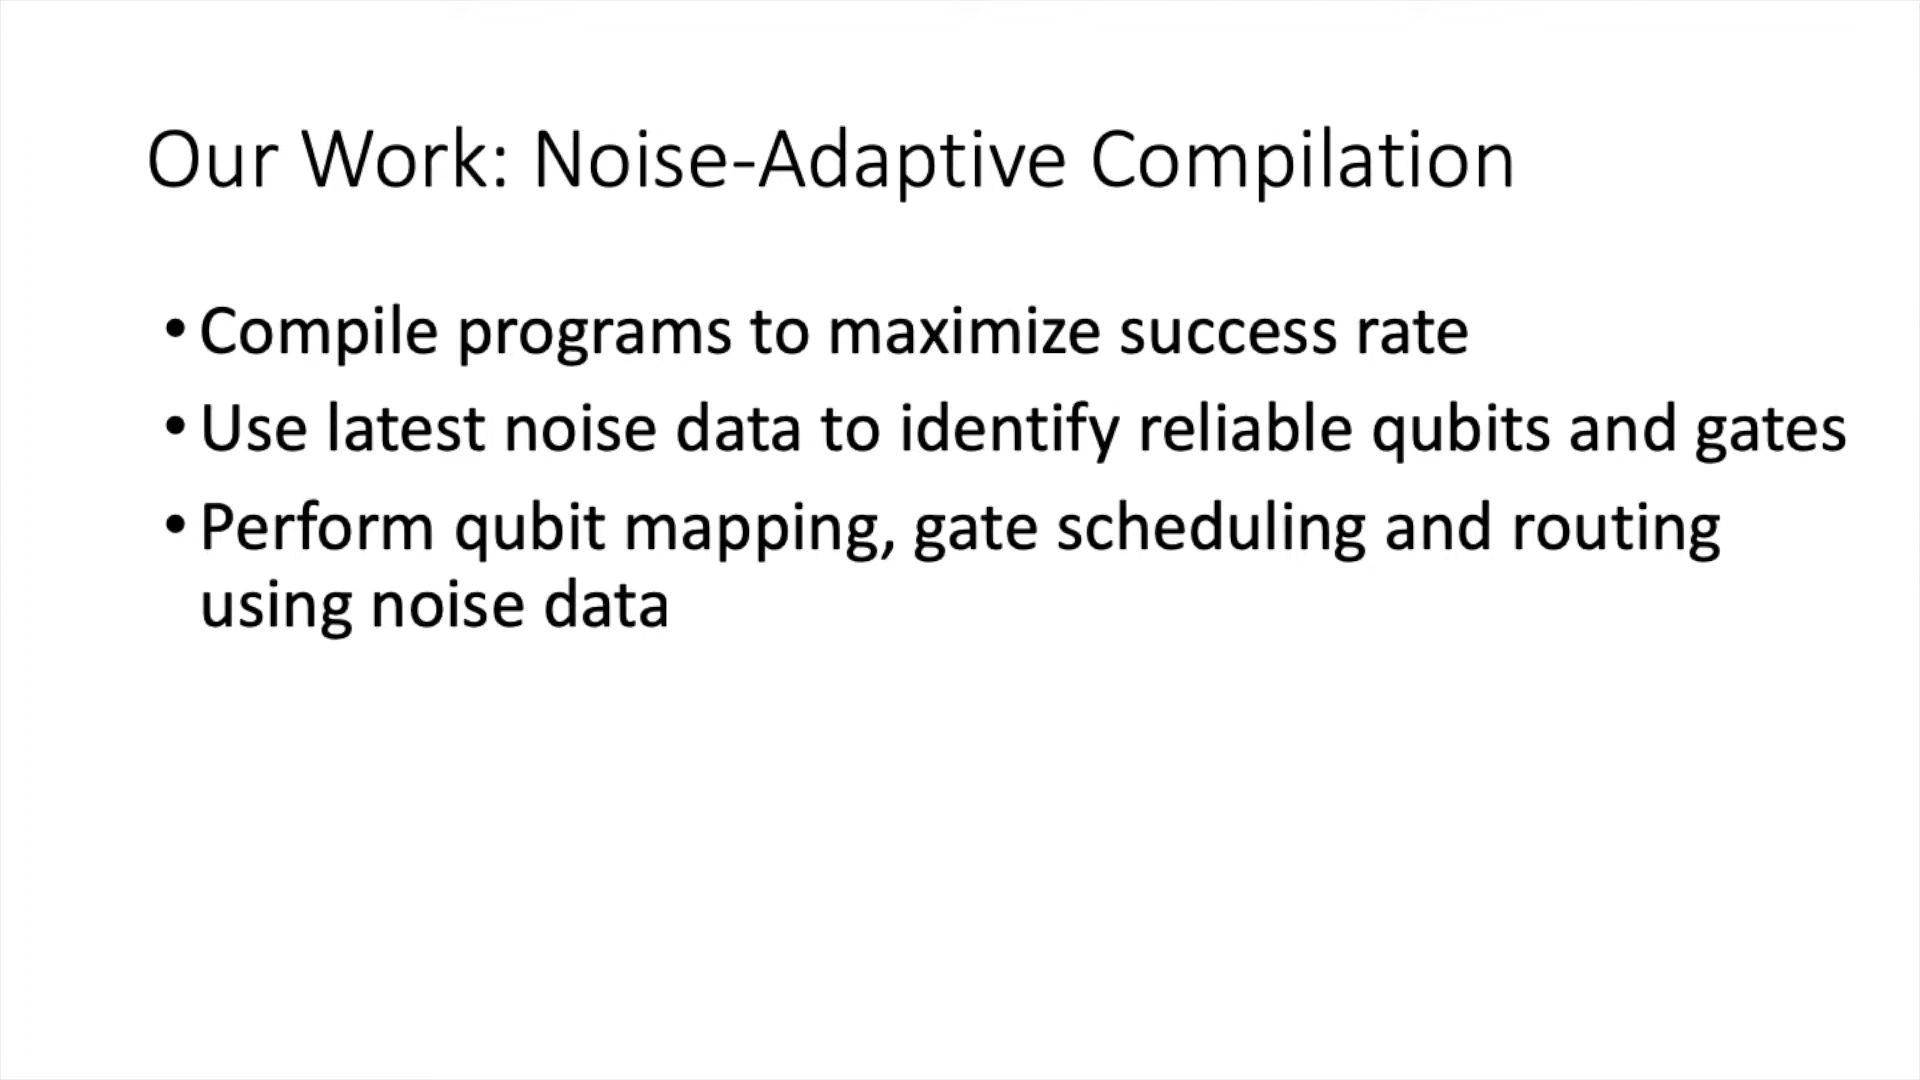 Our Work: Noise-Adaptive Compilation
• Compile programs to maximize success rate
• Use latest noise data to identify reliable qubits and gates
• Perform qubit mapping, gate scheduling and routing
using noise data